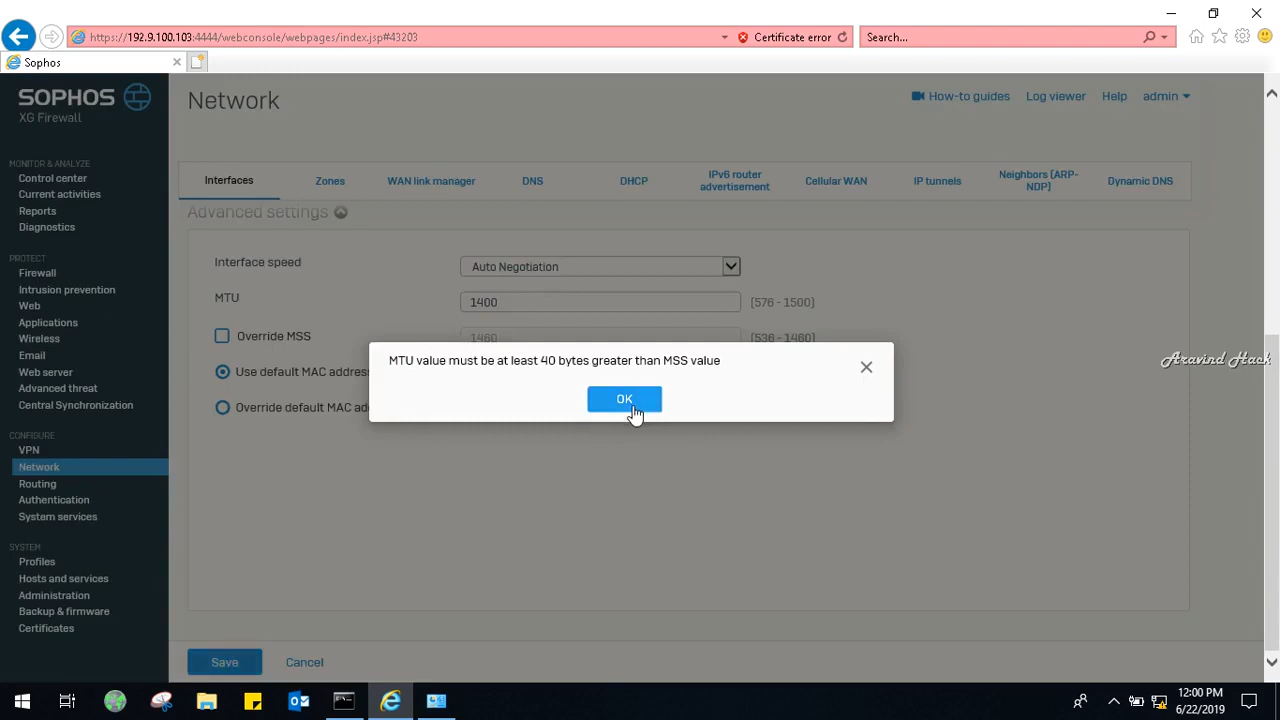 https://192.9.100.103:4444/webconsole/webpages/index.jsp#43203
Certificate error
Search...
Sophos
SOPHOS
XG Firewall
Network
How-to guides
Log viewer
Help
admin
MONITOR & ANALYZE
Control center
Current activities
Reports
Diagnostics
PROTECT
Firewall
Intrusion prevention
Web
Applications
Wireless
Email
Web server
Advanced threat
Central Synchronization
CONFIGURE
VPN
Network
Routing
Authentication
System services
SYSTEM
Profiles
Hosts and services
Administration
Backup & firmware
Certificates
Interfaces
Zones
WAN link manager
DNS
DHCP
IPv6 router
advertisement
Cellular WAN
IP tunnels
Neighbors (ARP-
NDP)
Dynamic DNS
Advanced settings
Interface speed
Auto Negotiation
MTU
1400
(576 - 1500)
Override MSS
1460
(536 - 1460)
Use default MAC address
Override default MAC ad
MTU value must be at least 40 bytes greater than MSS value
OK
Aravind Hack
Save
Cancel
12:00 PM
6/22/2019